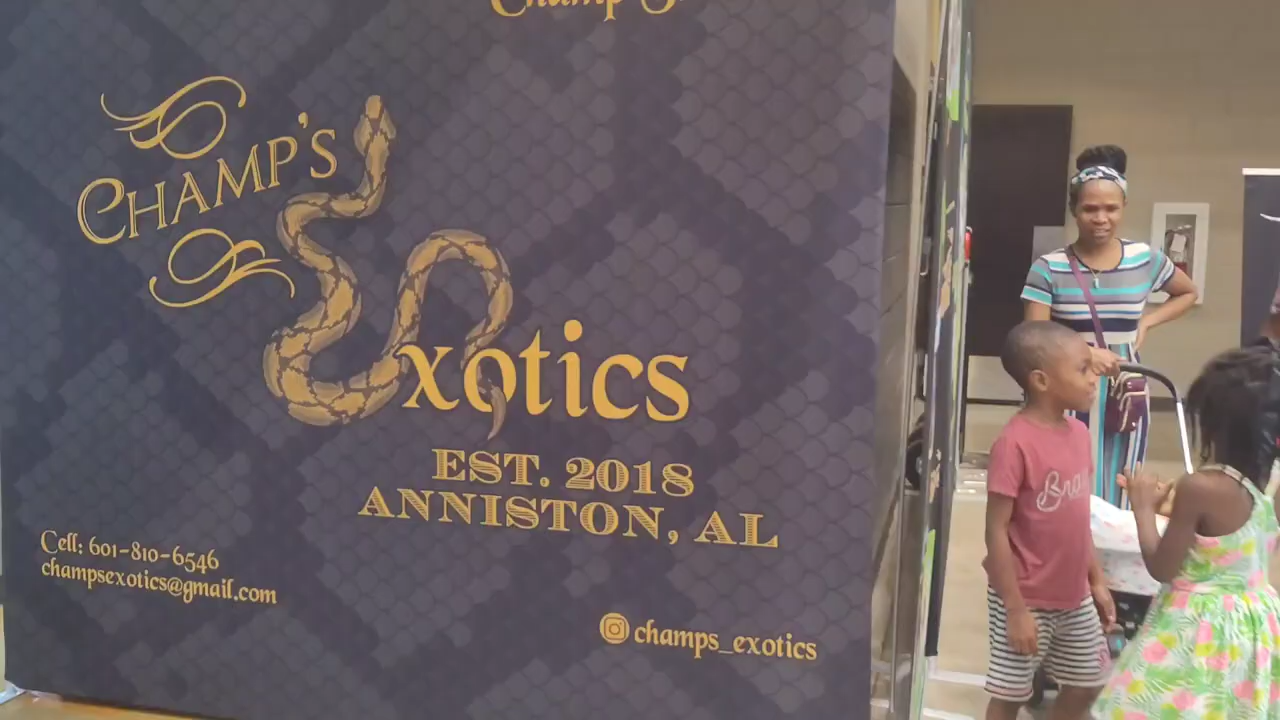 CHAMP'S
Exotics
EST. 2018
ANNISTON, AL
Cell: 601-810-6546
champsexotics@gmail.com
champs_exotics